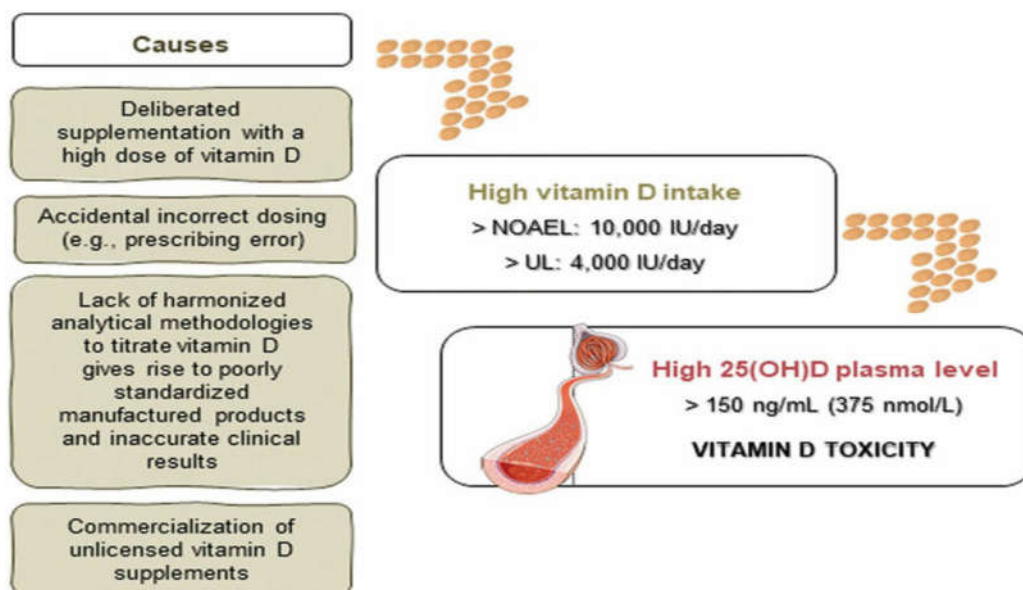 Causes
Deliberated
supplementation with a
high dose of vitamin D
Accidental incorrect dosing
(e.g., prescribing error)
Lack of harmonized
analytical methodologies
to titrate vitamin D
gives rise to poorly
standardized
manufactured products
and inaccurate clinical
results
Commercialization of
unlicensed vitamin D
supplements
High vitamin D intake
> NOAEL: 10,000 IU/day
> UL: 4,000 IU/day
High 25(OH)D plasma level
> 150 ng/mL (375 nmol/L)
VITAMIN D TOXICITY